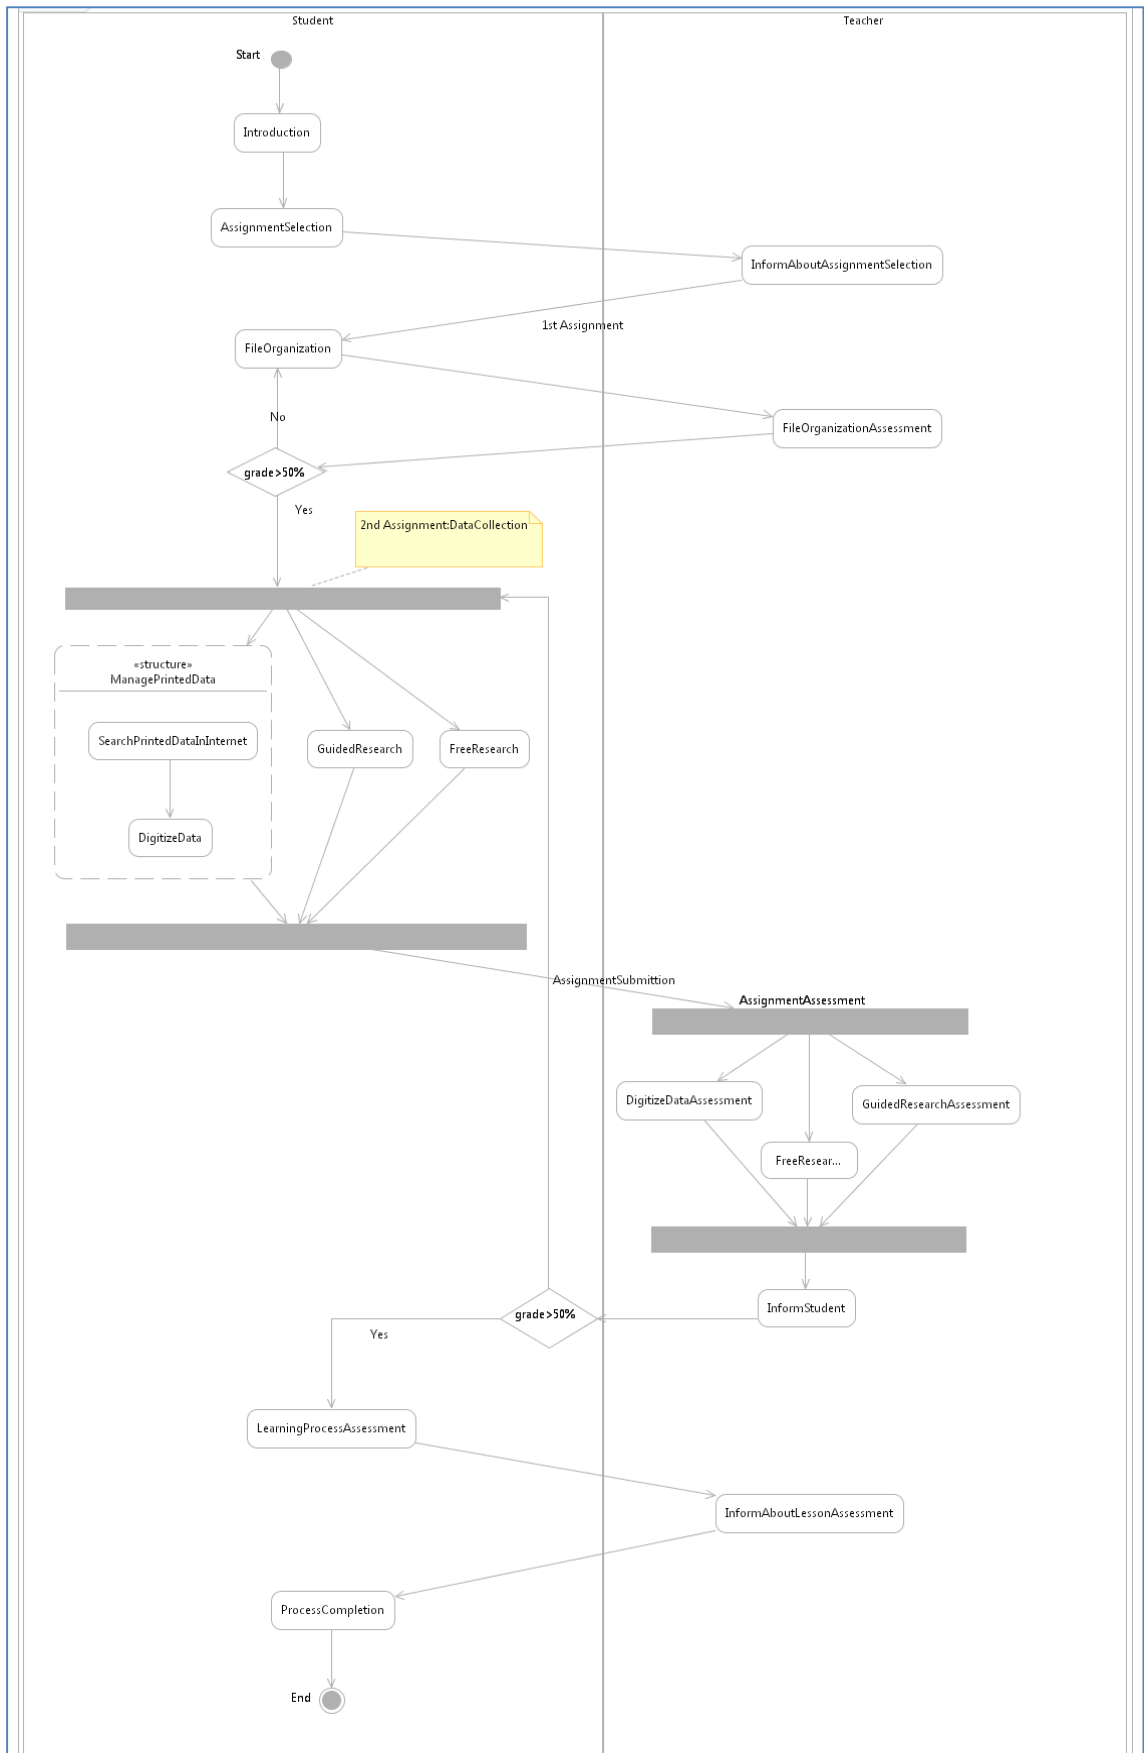 Student
Teacher
Start
Introduction
AssignmentSelection
InformAboutAssignmentSelection
1st Assignment
FileOrganization
No
FileOrganizationAssessment
grade>50%
Yes
2nd Assignment:DataCollection
«structure»
ManagePrintedData
SearchPrintedDataInInternet
GuidedResearch
FreeResearch
DigitizeData
AssignmentSubmittion
AssignmentAssessment
DigitizeDataAssessment
GuidedResearchAssessment
FreeResear...
InformStudent
grade>50%
Yes
LearningProcessAssessment
InformAboutLessonAssessment
ProcessCompletion
End